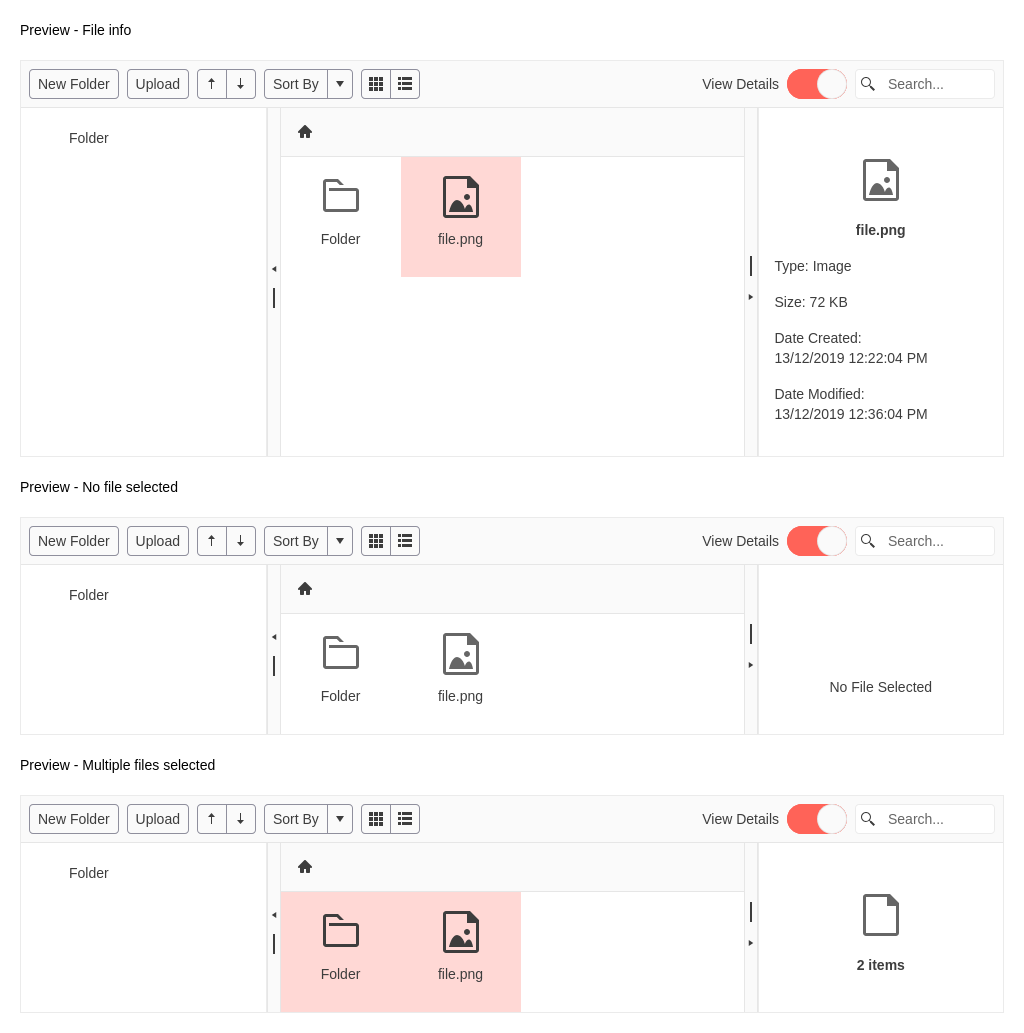 Preview - File info
New Folder Upload Sort By View Details Search...
Folder
Folder file.png
file.png
Type: Image
Size: 72 KB
Date Created:
13/12/2019 12:22:04 PM
Date Modified:
13/12/2019 12:36:04 PM
Preview - No file selected
New Folder Upload Sort By View Details Search...
Folder
Folder file.png
No File Selected
Preview - Multiple files selected
New Folder Upload Sort By View Details Search...
Folder
Folder file.png
2 items